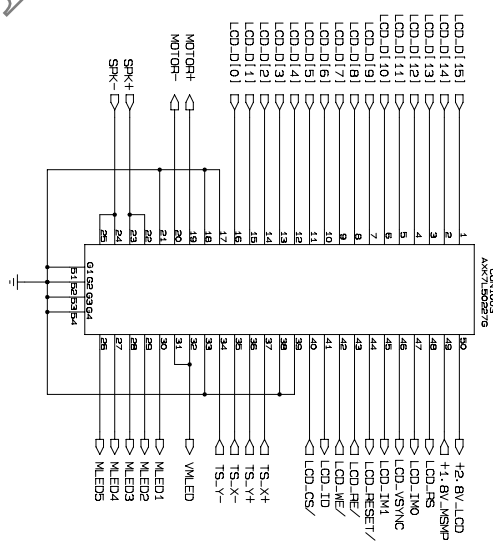 AXK7L50227G
LCD_D[15] 1 50 +2.8V_LCD
LCD_D[14] 2 49 +1.8V_MSMP
LCD_D[13] 3 48 LCD_RS
LCD_D[12] 4 47 LCD_IM0
LCD_D[11] 5 46 LCD_VSYNC
LCD_D[10] 6 45 LCD_IM1
LCD_D[9] 7 44 LCD_RESET/
LCD_D[8] 8 43 LCD_RE/
LCD_D[7] 9 42 LCD_WE/
LCD_D[6] 10 41 LCD_ID
LCD_D[5] 11 40 LCD_CS/
LCD_D[4] 12 39
LCD_D[3] 13 38
LCD_D[2] 14 37 TS_X+
LCD_D[1] 15 36 TS_Y+
LCD_D[0] 16 35 TS_X-
17 34 TS_Y-
18 33
MOTOR+ 19 32 VMLED
MOTOR- 20 31
21 30 MLED1
22 29 MLED2
SPK+ 23 28 MLED3
SPK- 24 27 MLED4
25 26 MLED5
G1 G2 G3 G4
51 52 53 54